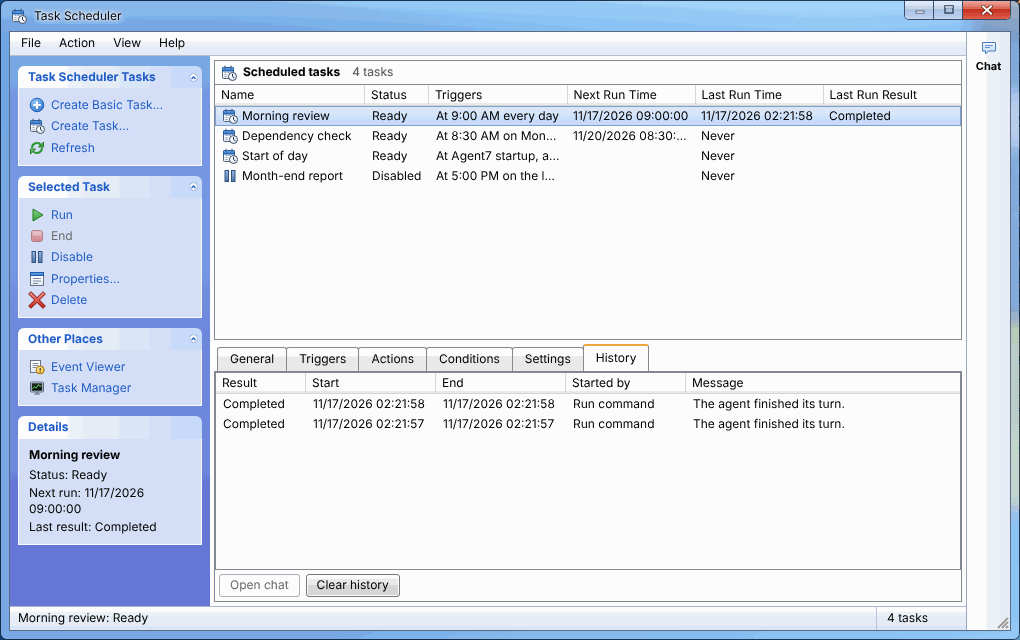 Task Scheduler
File Action View Help
Chat
Task Scheduler Tasks
Create Basic Task...
Create Task...
Refresh
Selected Task
Run
End
Disable
Properties...
Delete
Other Places
Event Viewer
Task Manager
Details
Morning review
Status: Ready
Next run: 11/17/2026
09:00:00
Last result: Completed
Scheduled tasks 4 tasks
Name Status Triggers Next Run Time Last Run Time Last Run Result
Morning review Ready At 9:00 AM every day 11/17/2026 09:00:00 11/17/2026 02:21:58 Completed
Dependency check Ready At 8:30 AM on Mon... 11/20/2026 08:30:... Never
Start of day Ready At Agent7 startup, a... Never
Month-end report Disabled At 5:00 PM on the l... Never
General Triggers Actions Conditions Settings History
Result Start End Started by Message
Completed 11/17/2026 02:21:58 11/17/2026 02:21:58 Run command The agent finished its turn.
Completed 11/17/2026 02:21:57 11/17/2026 02:21:57 Run command The agent finished its turn.
Open chat Clear history
Morning review: Ready 4 tasks